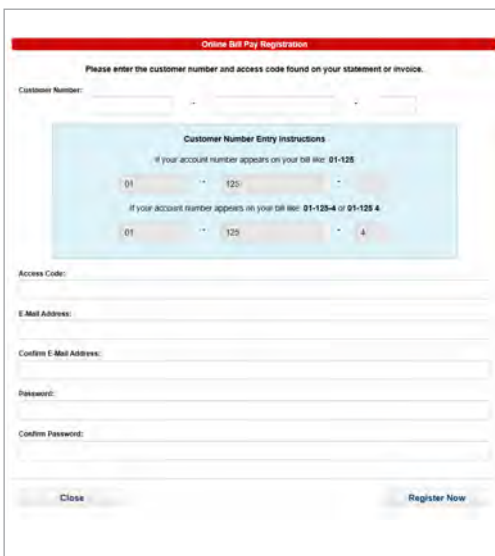 Online Bill Pay Registration
Please enter the customer number and access code found on your statement or invoice.
Customer Number:
- -
Customer Number Entry Instructions
If your account number appears on your bill like: 01-125
01 - 125 -
If your account number appears on your bill like: 01-125-4 or 01-125 4
01 - 125 - 4
Access Code:
E-Mail Address:
Confirm E-Mail Address:
Password:
Confirm Password:
Close Register Now